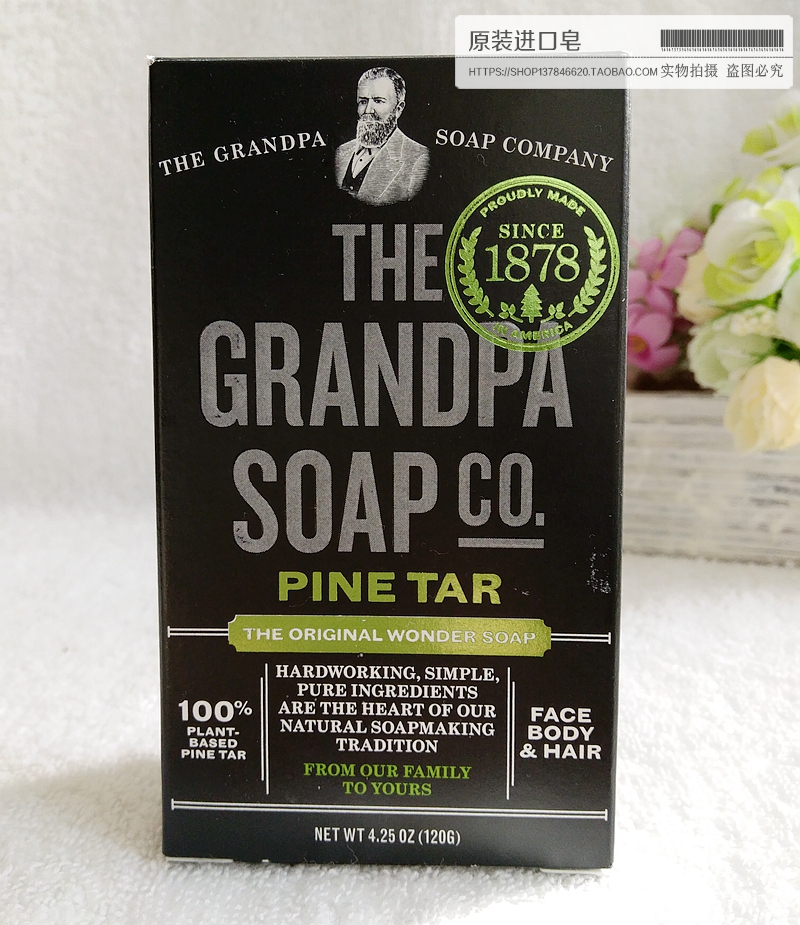 原装进口皂
HTTPS://SHOP137846620.TAOBAO.COM 实物拍摄 盗图必究
THE GRANDPA SOAP COMPANY
PROUDLY MADE
SINCE
1878
IN AMERICA
THE
GRANDPA
SOAP CO.
PINE TAR
THE ORIGINAL WONDER SOAP
100%
PLANT-
BASED
PINE TAR
HARDWORKING, SIMPLE,
PURE INGREDIENTS
ARE THE HEART OF OUR
NATURAL SOAPMAKING
TRADITION
FROM OUR FAMILY
TO YOURS
FACE
BODY
& HAIR
NET WT 4.25 OZ (120G)